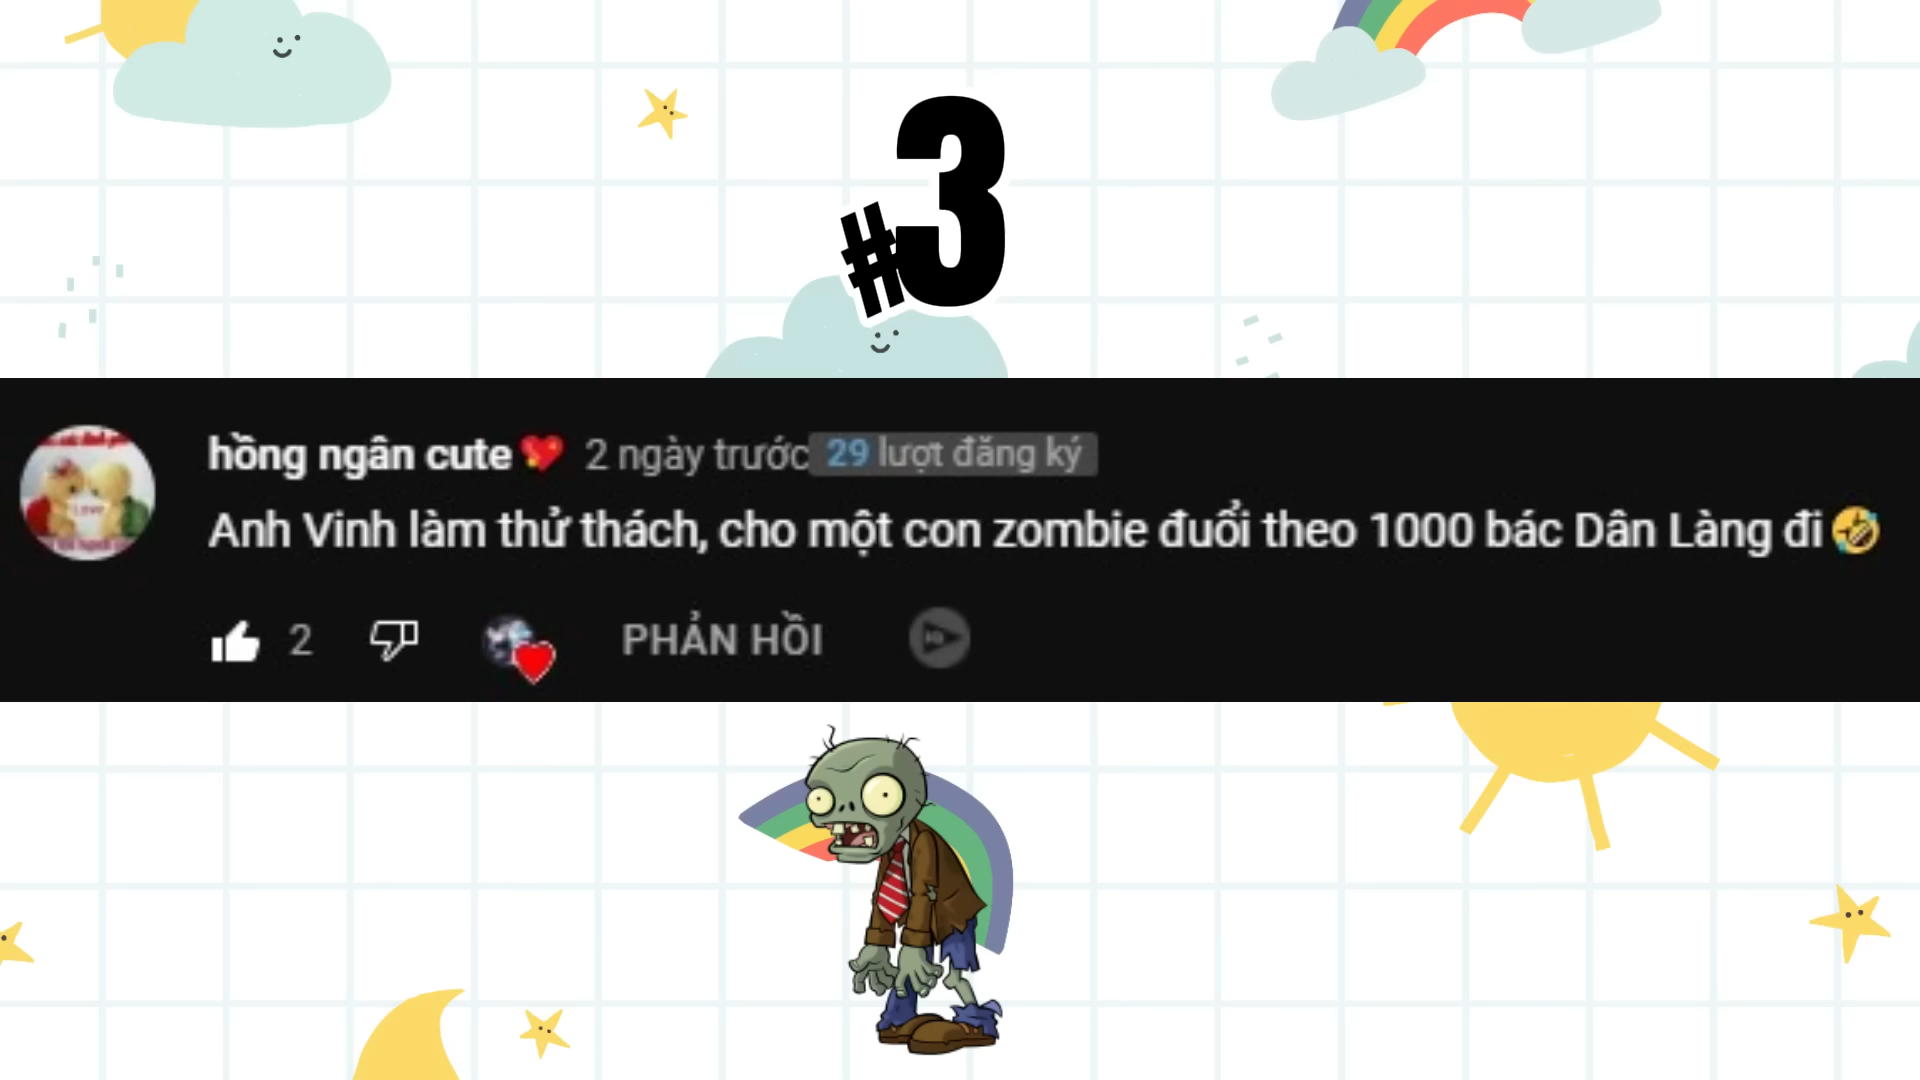 #3
hồng ngân cute💖 2 ngày trước 29 lượt đăng ký
Anh Vinh làm thử thách, cho một con zombie đuổi theo 1000 bác Dân Làng đi🤣
2 PHẢN HỒI